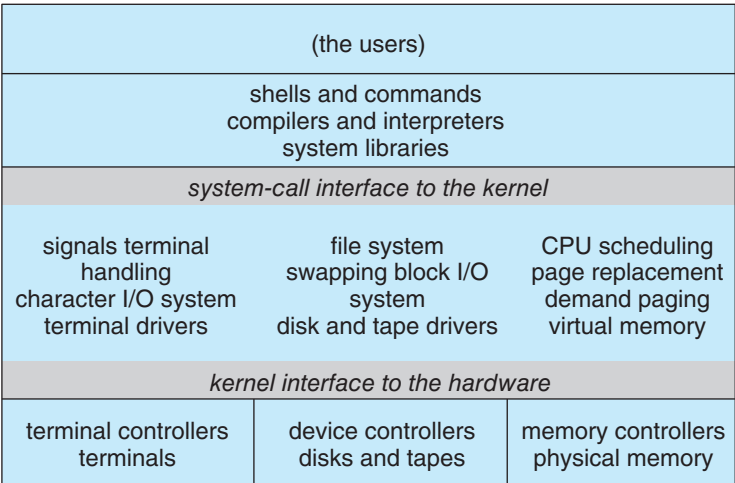 (the users)
shells and commands
compilers and interpreters
system libraries
system-call interface to the kernel
signals terminal
handling
character I/O system
terminal drivers
file system
swapping block I/O
system
disk and tape drivers
CPU scheduling
page replacement
demand paging
virtual memory
kernel interface to the hardware
terminal controllers
terminals
device controllers
disks and tapes
memory controllers
physical memory